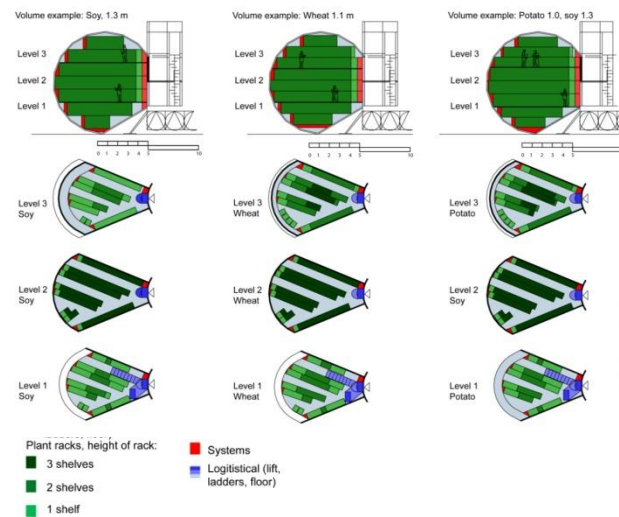 Volume example: Soy, 1.3 m
Volume example: Wheat 1.1 m
Volume example: Potato 1.0, soy 1.3
Level 3
Level 2
Level 1
Level 3
Level 2
Level 1
Level 3
Level 2
Level 1
0 1 2 3 4 5 10
0 1 2 3 4 5 10
0 1 2 3 4 5 10
Level 3
Soy
Level 3
Wheat
Level 3
Potato
Level 2
Soy
Level 2
Wheat
Level 2
Soy
Level 1
Soy
Level 1
Wheat
Level 1
Potato
Plant racks, height of rack:
3 shelves
2 shelves
1 shelf
Systems
Logitistical (lift,
ladders, floor)